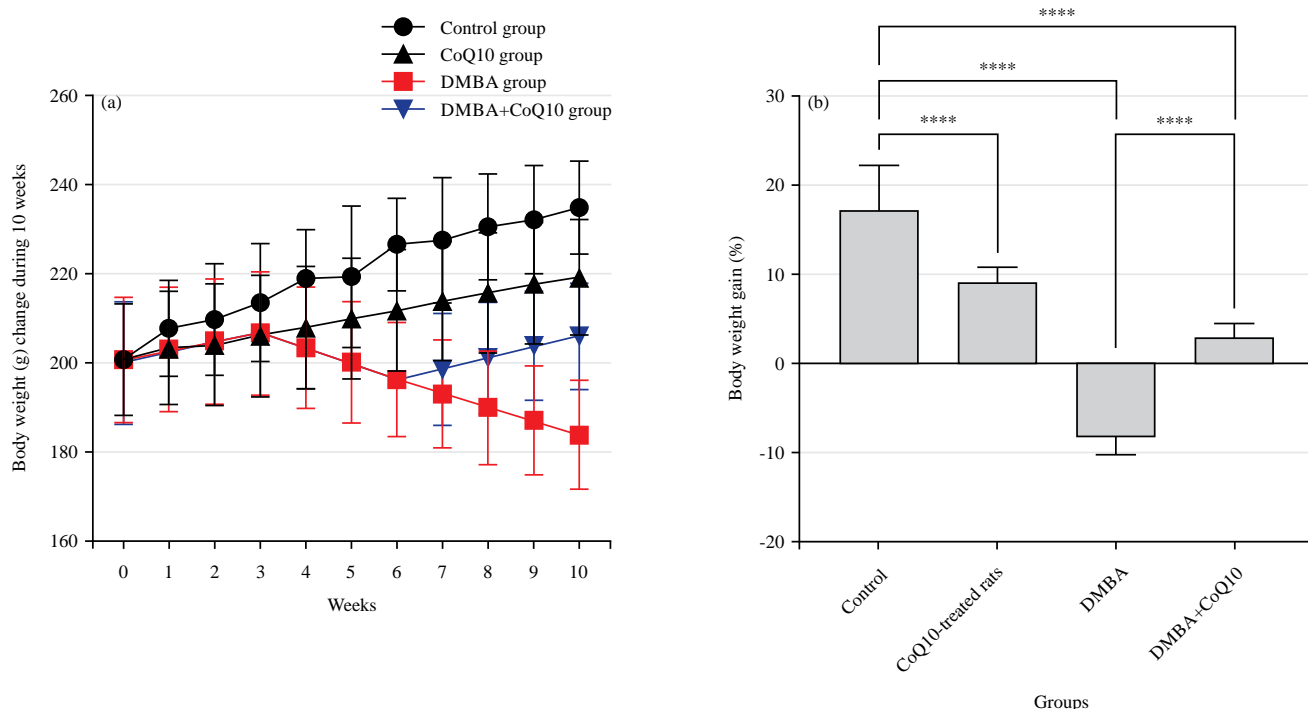 Control group
CoQ10 group
DMBA group
DMBA+CoQ10 group
(a)
Body weight (g) change during 10 weeks
260
240
220
200
180
160
0 1 2 3 4 5 6 7 8 9 10
Weeks
(b)
****
****
****
****
Body weight gain (%)
30
20
10
0
-10
-20
Control
CoQ10-treated rats
DMBA
DMBA+CoQ10
Groups